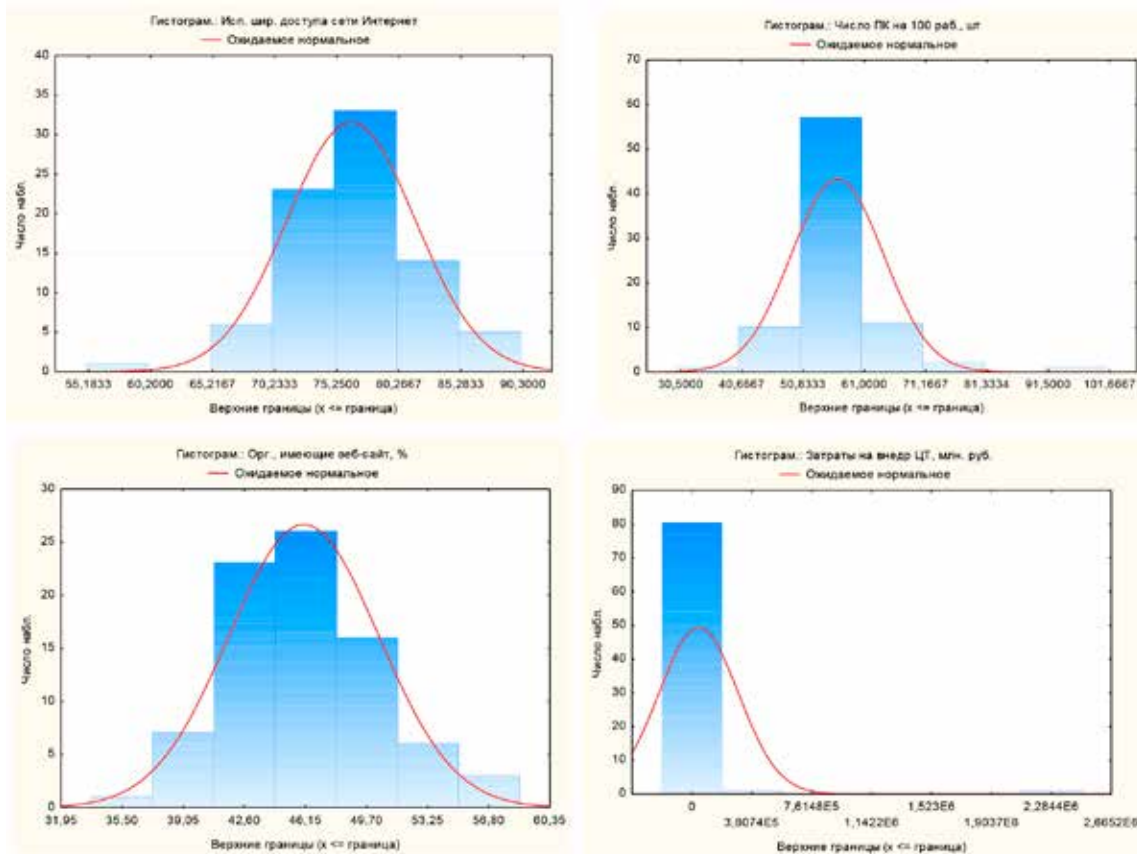 Гистограм.: Исп. шир. доступа сети Интернет
Ожидаемое нормальное
40
35
30
25
20
15
10
5
0
Число набл.
55,1833 60,2000 65,2167 70,2333 75,2500 80,2667 85,2833 90,3000
Верхние границы (x <= граница)
Гистограм.: Число ПК на 100 раб., шт
Ожидаемое нормальное
70
60
50
40
30
20
10
0
Число набл.
30,5000 40,6667 50,8333 61,0000 71,1667 81,3334 91,5000 101,6667
Верхние границы (x <= граница)
Гистограм.: Орг., имеющие веб-сайт, %
Ожидаемое нормальное
30
25
20
15
10
5
0
Число набл.
31,95 35,50 39,05 42,60 46,15 49,70 53,25 56,80 60,35
Верхние границы (x <= граница)
Гистограм.: Затраты на внедр ЦТ, млн. руб.
Ожидаемое нормальное
90
80
70
60
50
40
30
20
10
0
Число набл.
0 7,6148E5 1,523E6 2,2844E6
3,8074E5 1,1422E6 1,9037E6 2,6652E6
Верхние границы (x <= граница)